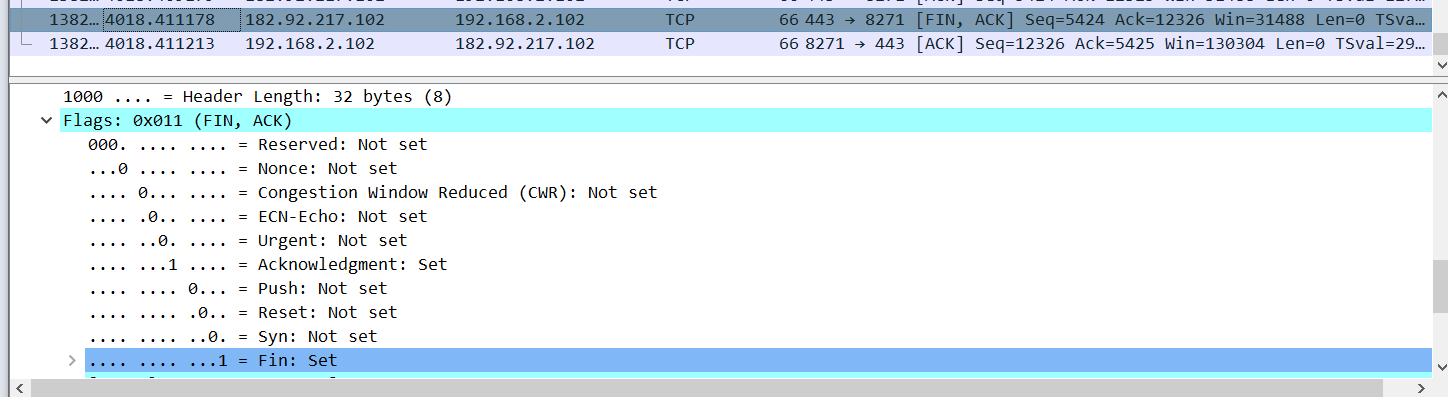 1382… 4018.411178 182.92.217.102 192.168.2.102 TCP 66 443 → 8271 [FIN, ACK] Seq=5424 Ack=12326 Win=31488 Len=0 TSva…
1382… 4018.411213 192.168.2.102 182.92.217.102 TCP 66 8271 → 443 [ACK] Seq=12326 Ack=5425 Win=130304 Len=0 TSval=29…
1000 .... = Header Length: 32 bytes (8)
Flags: 0x011 (FIN, ACK)
000. .... .... = Reserved: Not set
...0 .... .... = Nonce: Not set
.... 0... .... = Congestion Window Reduced (CWR): Not set
.... .0.. .... = ECN-Echo: Not set
.... ..0. .... = Urgent: Not set
.... ...1 .... = Acknowledgment: Set
.... .... 0... = Push: Not set
.... .... .0.. = Reset: Not set
.... .... ..0. = Syn: Not set
.... .... ...1 = Fin: Set